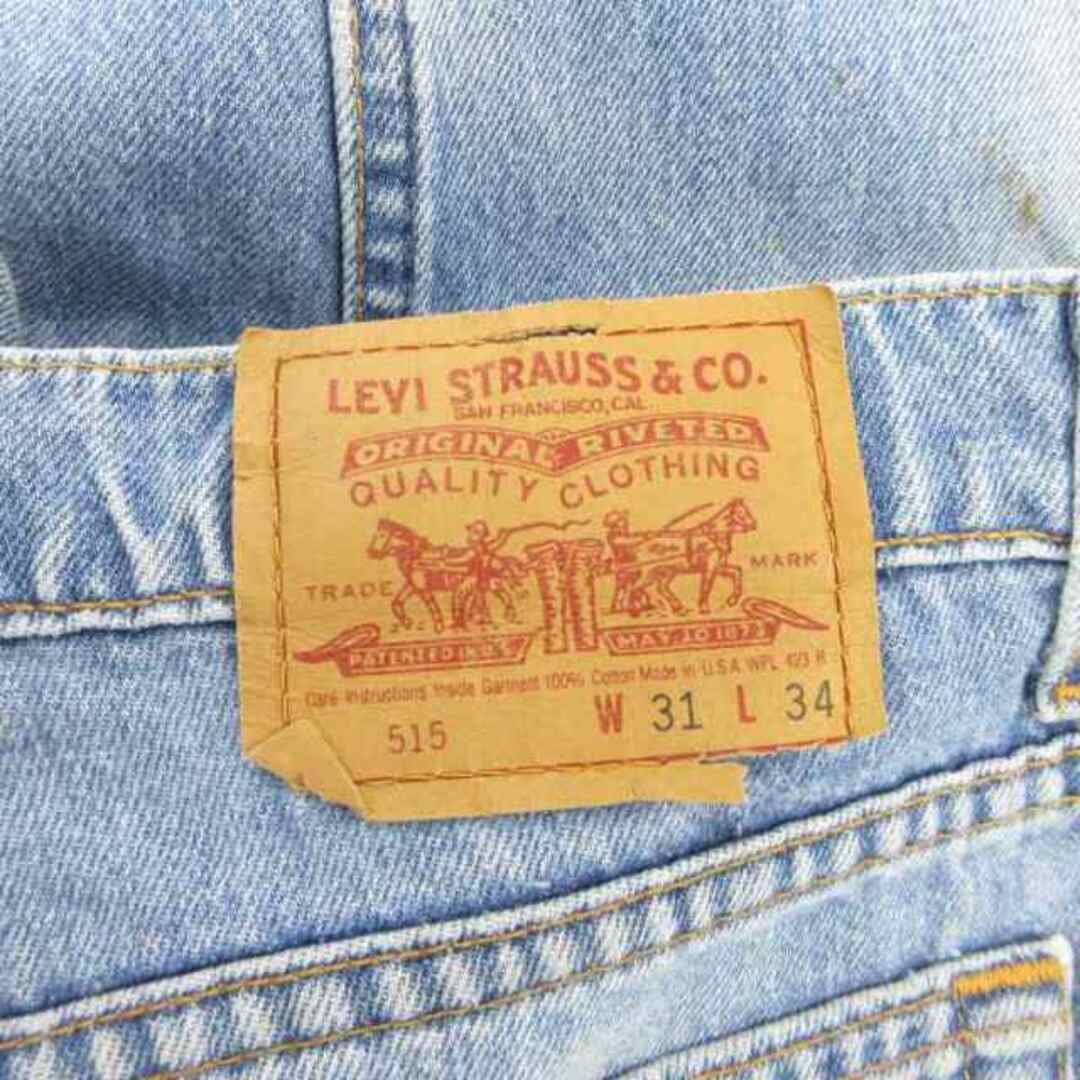 LEVI STRAUSS & CO.
SAN FRANCISCO, CAL.
ORIGINAL RIVETED
QUALITY CLOTHING
TRADE MARK
PATENTED IN U.S. MAY 20 1873
Care Instructions Inside Garment 100% Cotton Made in U.S.A. WPL 423 R
515 W 31 L 34